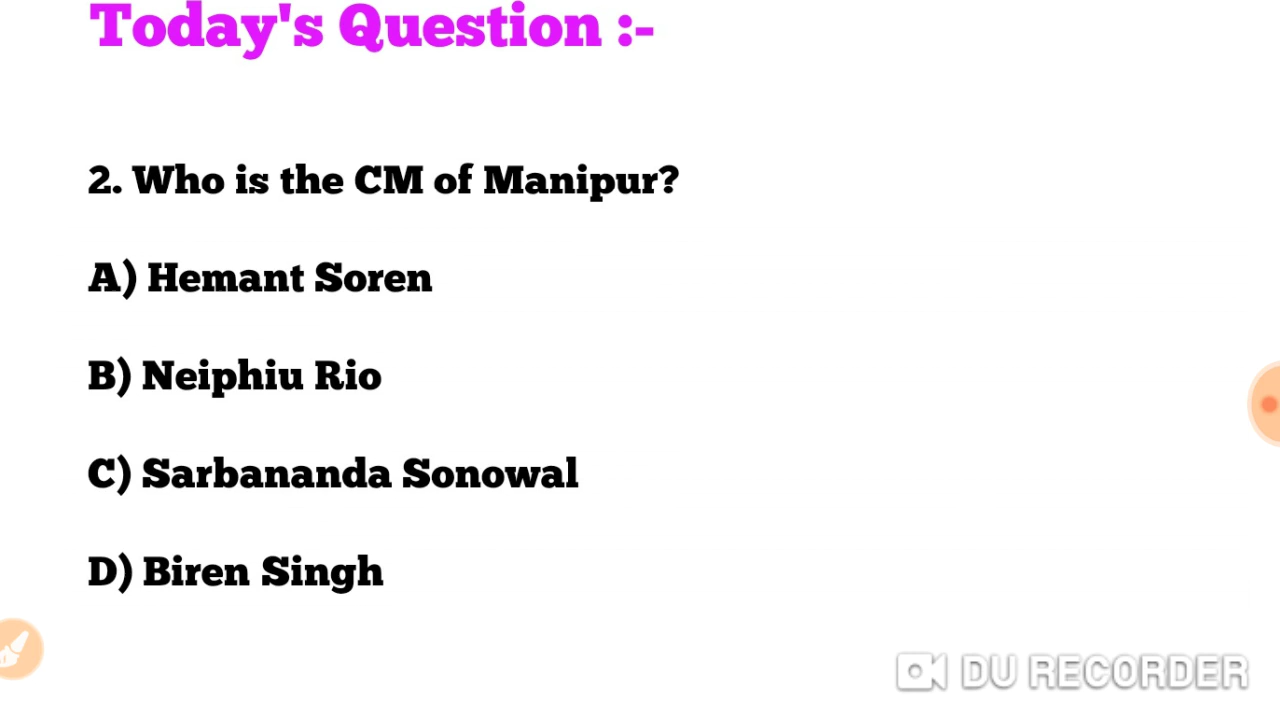 Today's Question :-
2. Who is the CM of Manipur?
A) Hemant Soren
B) Neiphiu Rio
C) Sarbananda Sonowal
D) Biren Singh
DU RECORDER